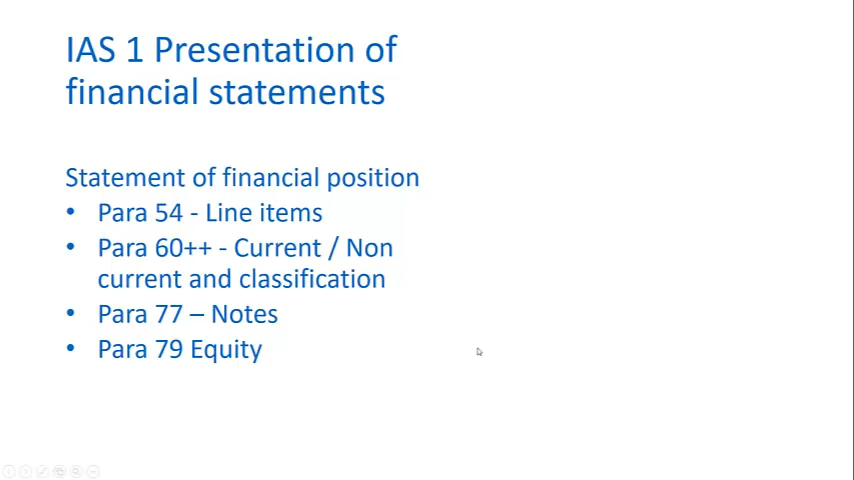 IAS 1 Presentation of
financial statements
Statement of financial position
• Para 54 - Line items
• Para 60++ - Current / Non
current and classification
• Para 77 – Notes
• Para 79 Equity